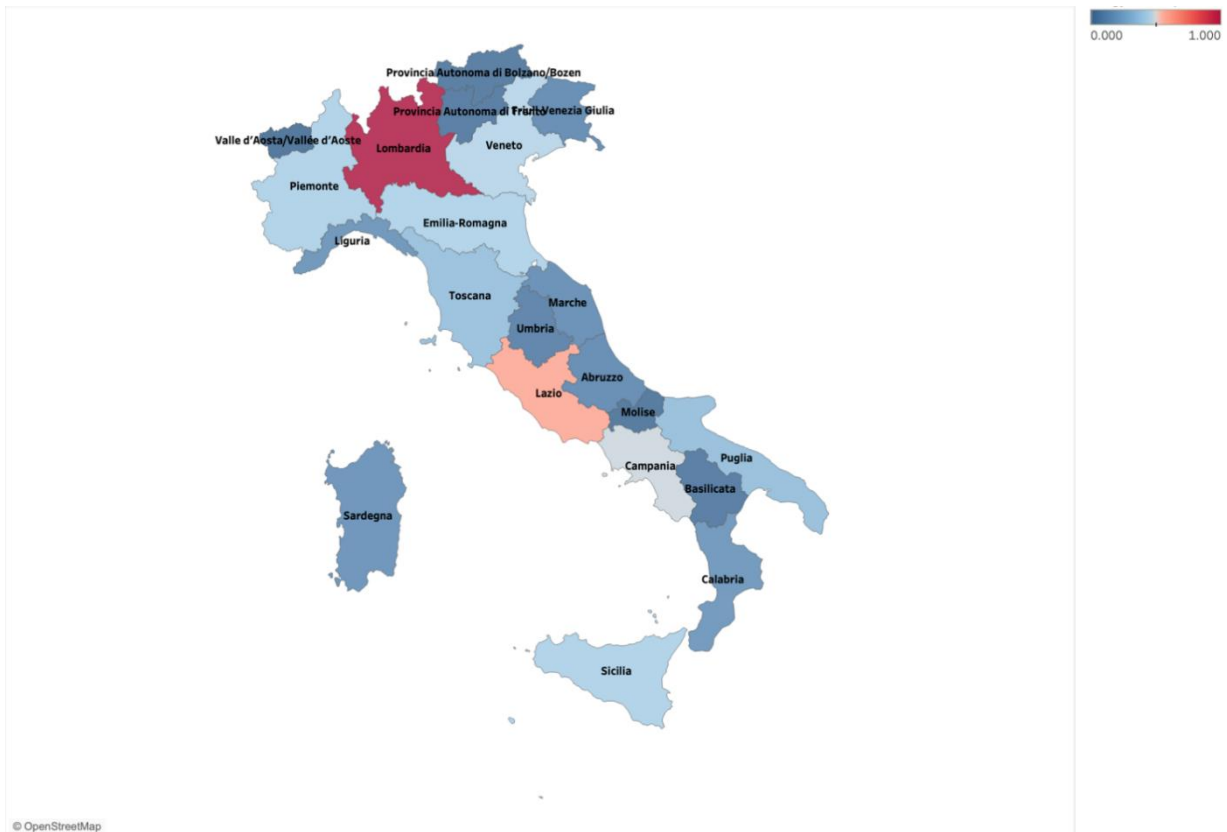 0.000 1.000
Provincia Autonoma di Bolzano/Bozen
Provincia Autonoma di Trento
Friuli-Venezia Giulia
Valle d'Aosta/Vallée d'Aoste
Lombardia
Veneto
Piemonte
Emilia-Romagna
Liguria
Toscana
Marche
Umbria
Abruzzo
Lazio
Molise
Campania
Puglia
Basilicata
Sardegna
Calabria
Sicilia
© OpenStreetMap